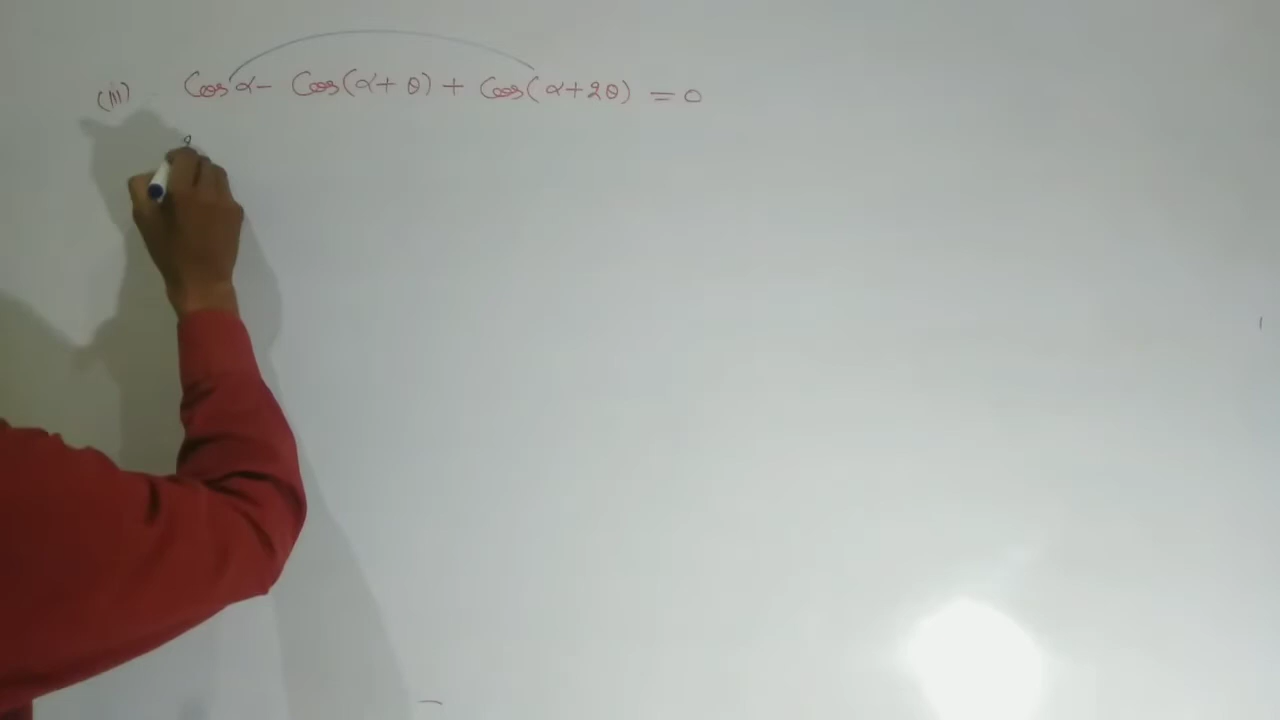 (iii) Cos α - Cos(α+θ) + Cos(α+2θ) = 0